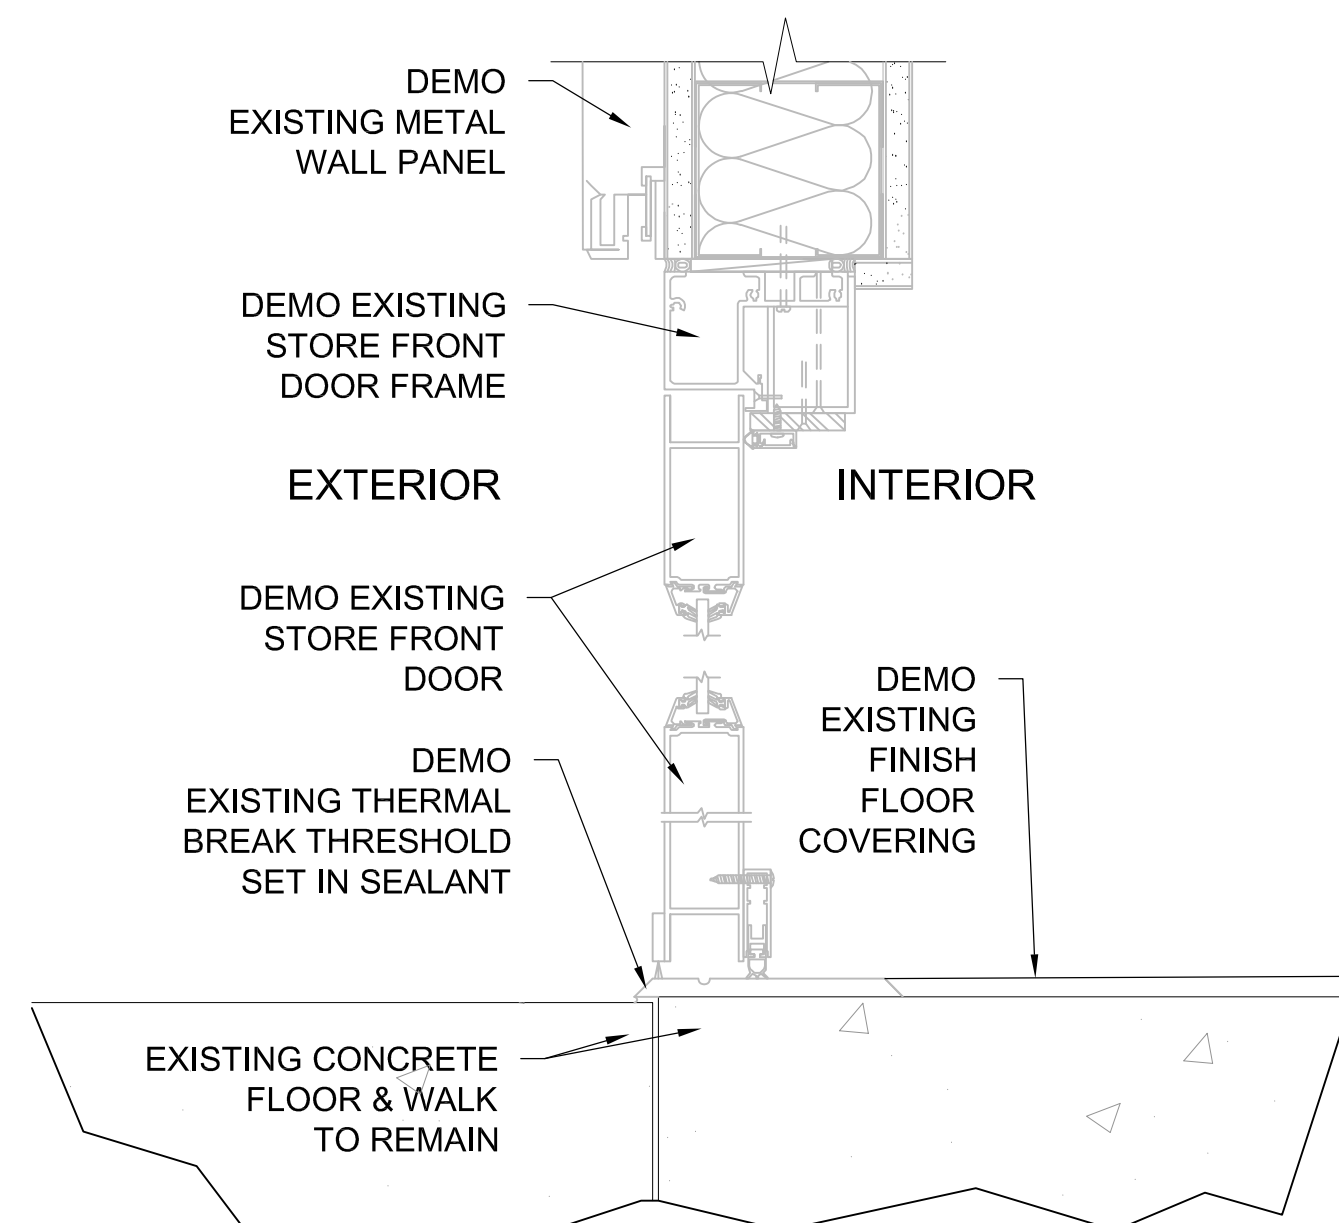 DEMO
EXISTING METAL
WALL PANEL
DEMO EXISTING
STORE FRONT
DOOR FRAME
EXTERIOR
INTERIOR
DEMO EXISTING
STORE FRONT
DOOR
DEMO
EXISTING
FINISH
FLOOR
COVERING
DEMO
EXISTING THERMAL
BREAK THRESHOLD
SET IN SEALANT
EXISTING CONCRETE
FLOOR & WALK
TO REMAIN